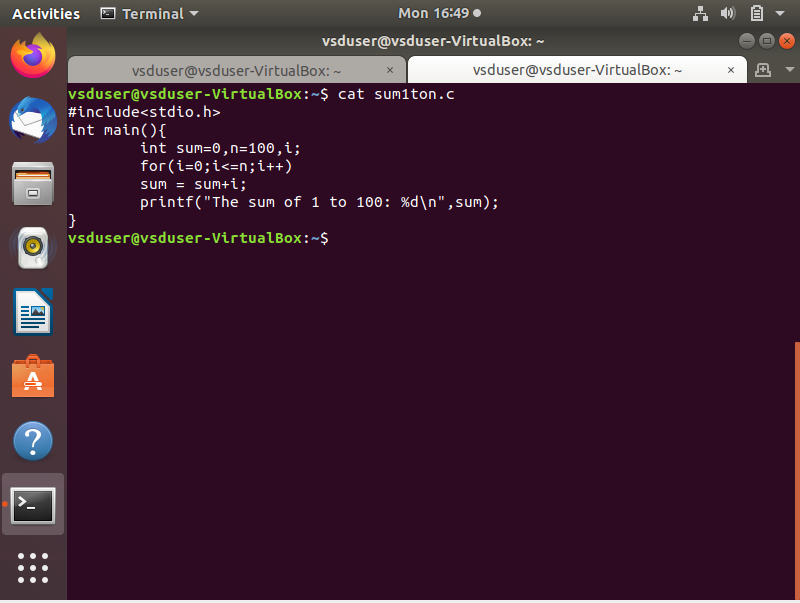 Activities Terminal Mon 16:49
vsduser@vsduser-VirtualBox: ~
vsduser@vsduser-VirtualBox: ~ × vsduser@vsduser-VirtualBox: ~ ×
vsduser@vsduser-VirtualBox:~$ cat sum1ton.c
#include<stdio.h>
int main(){
        int sum=0,n=100,i;
        for(i=0;i<=n;i++)
        sum = sum+i;
        printf("The sum of 1 to 100: %d\n",sum);
}
vsduser@vsduser-VirtualBox:~$